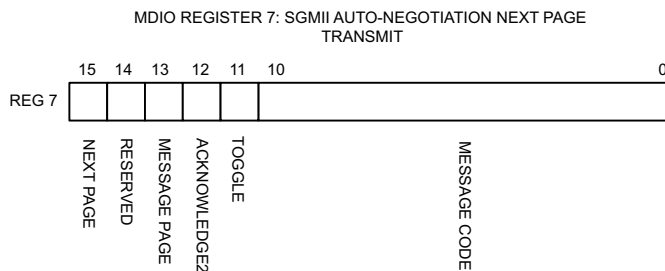 MDIO REGISTER 7: SGMII AUTO-NEGOTIATION NEXT PAGE
TRANSMIT
15 14 13 12 11 10 0
REG 7
NEXT PAGE
RESERVED
MESSAGE PAGE
ACKNOWLEDGE2
TOGGLE
MESSAGE CODE